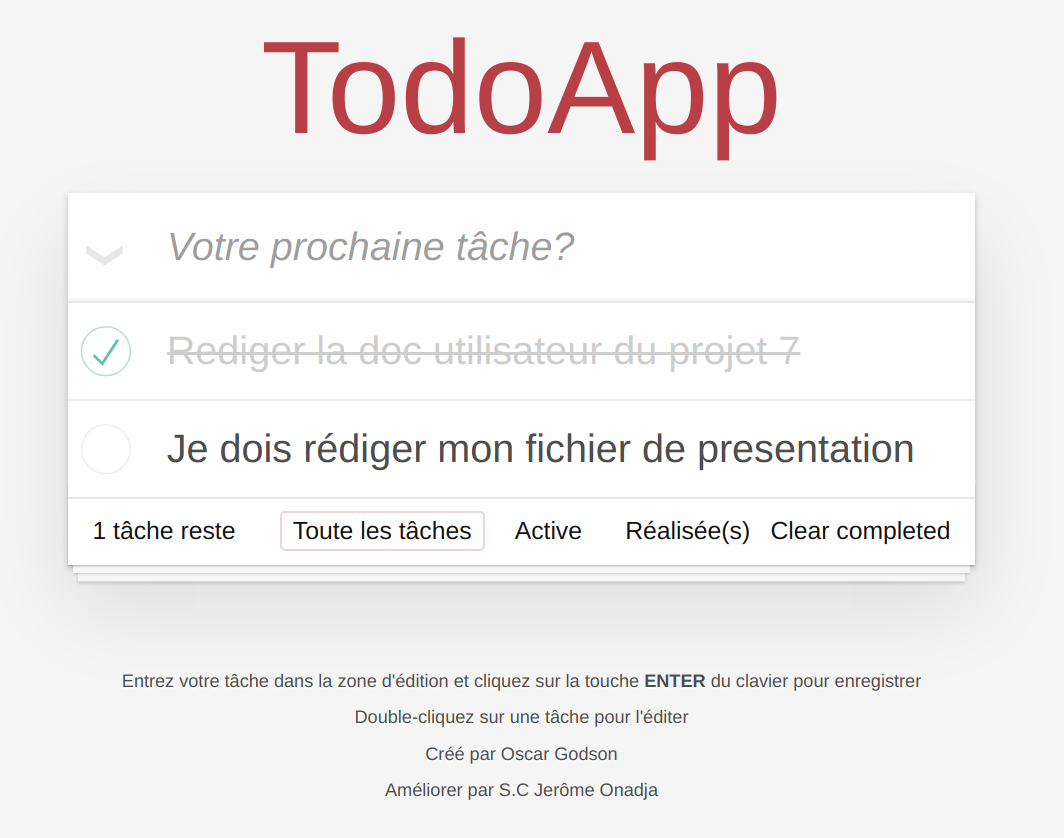 TodoApp
Votre prochaine tâche?
Rediger la doc utilisateur du projet 7
Je dois rédiger mon fichier de presentation
1 tâche reste Toute les tâches Active Réalisée(s) Clear completed
Entrez votre tâche dans la zone d'édition et cliquez sur la touche ENTER du clavier pour enregistrer
Double-cliquez sur une tâche pour l'éditer
Créé par Oscar Godson
Améliorer par S.C Jerôme Onadja